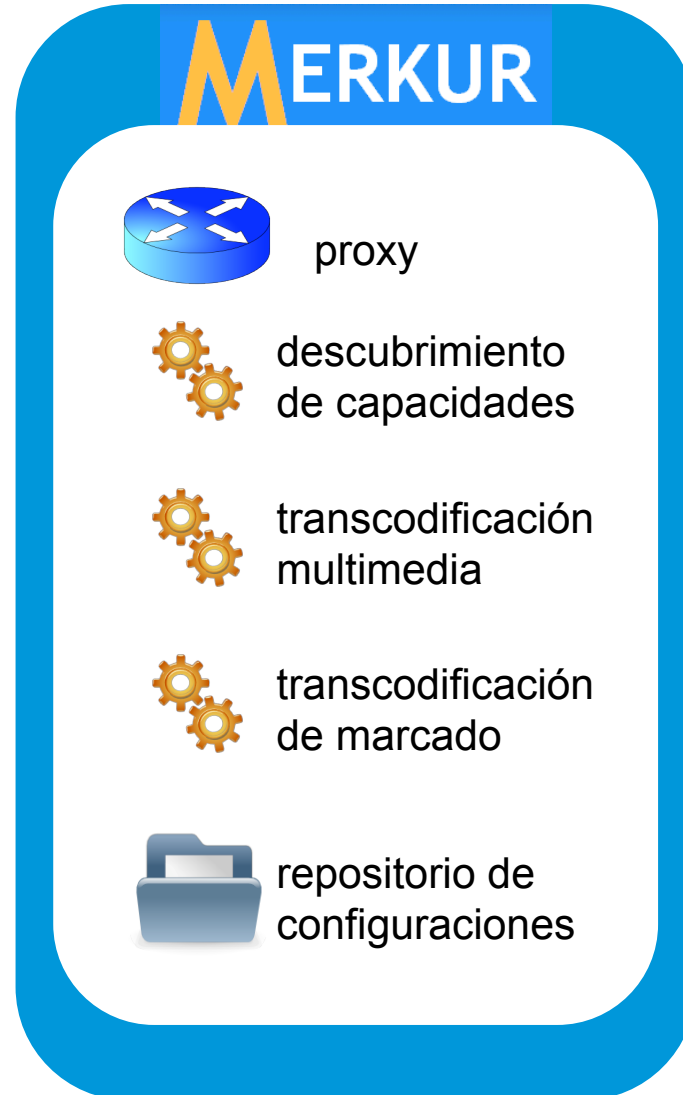 MERKUR
proxy
descubrimiento
de capacidades
transcodificación
multimedia
transcodificación
de marcado
repositorio de
configuraciones